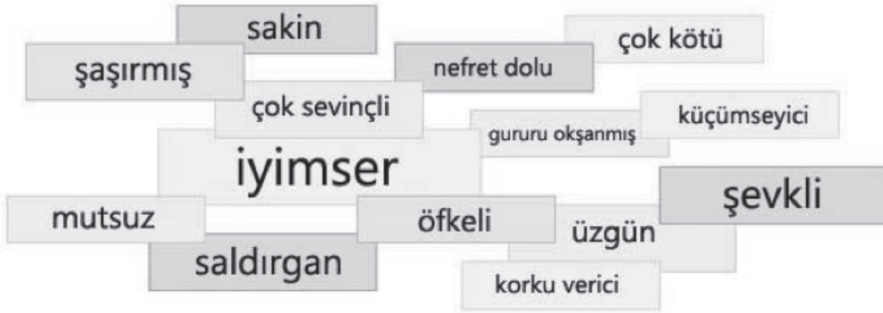 sakin
çok kötü
şaşırmış
nefret dolu
çok sevinçli
küçümseyici
gururu okşanmış
iyimser
şevkli
mutsuz
öfkeli
üzgün
saldırgan
korku verici